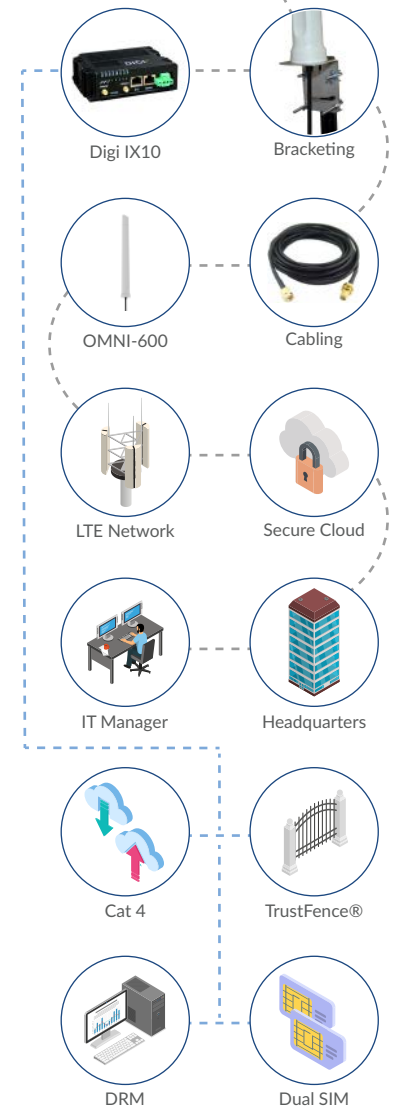 DIGI
Digi IX10
Bracketing
OMNI-600
Cabling
LTE Network
Secure Cloud
IT Manager
Headquarters
Cat 4
TrustFence®
DRM
Dual SIM